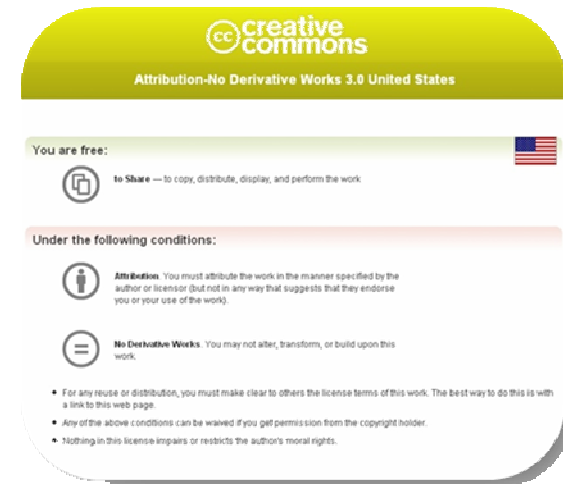 cc creative
commons
Attribution-No Derivative Works 3.0 United States
You are free:
to Share — to copy, distribute, display, and perform the work
Under the following conditions:
Attribution. You must attribute the work in the manner specified by the
author or licensor (but not in any way that suggests that they endorse
you or your use of the work).
No Derivative Works. You may not alter, transform, or build upon this
work.
• For any reuse or distribution, you must make clear to others the license terms of this work. The best way to do this is with
a link to this web page.
• Any of the above conditions can be waived if you get permission from the copyright holder.
• Nothing in this license impairs or restricts the author's moral rights.